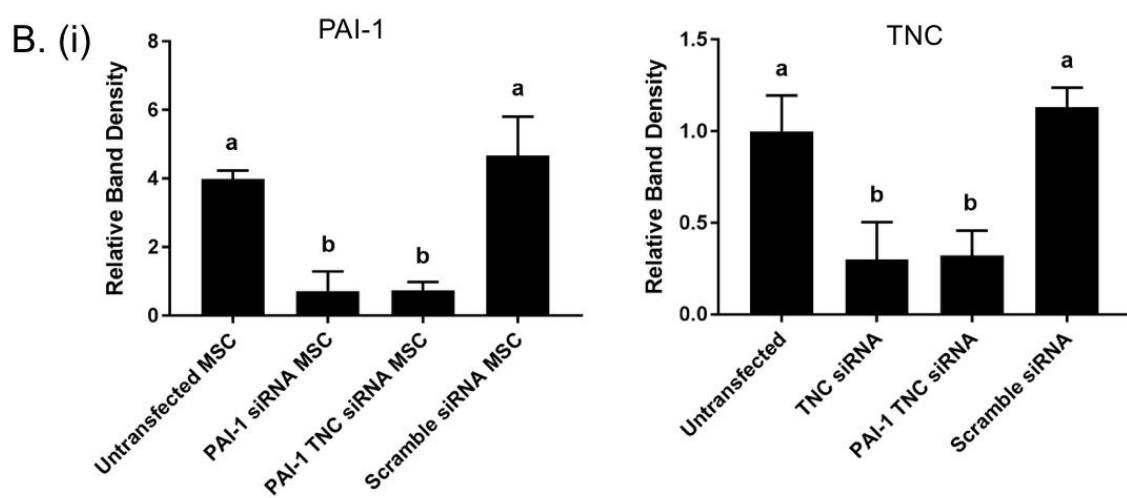 B. (i)
PAI-1
Relative Band Density
8
6
4
2
0
a
b
b
a
Untransfected MSC
PAI-1 siRNA MSC
PAI-1 TNC siRNA MSC
Scramble siRNA MSC
TNC
Relative Band Density
1.5
1.0
0.5
0.0
a
b
b
a
Untransfected
TNC siRNA
PAI-1 TNC siRNA
Scramble siRNA